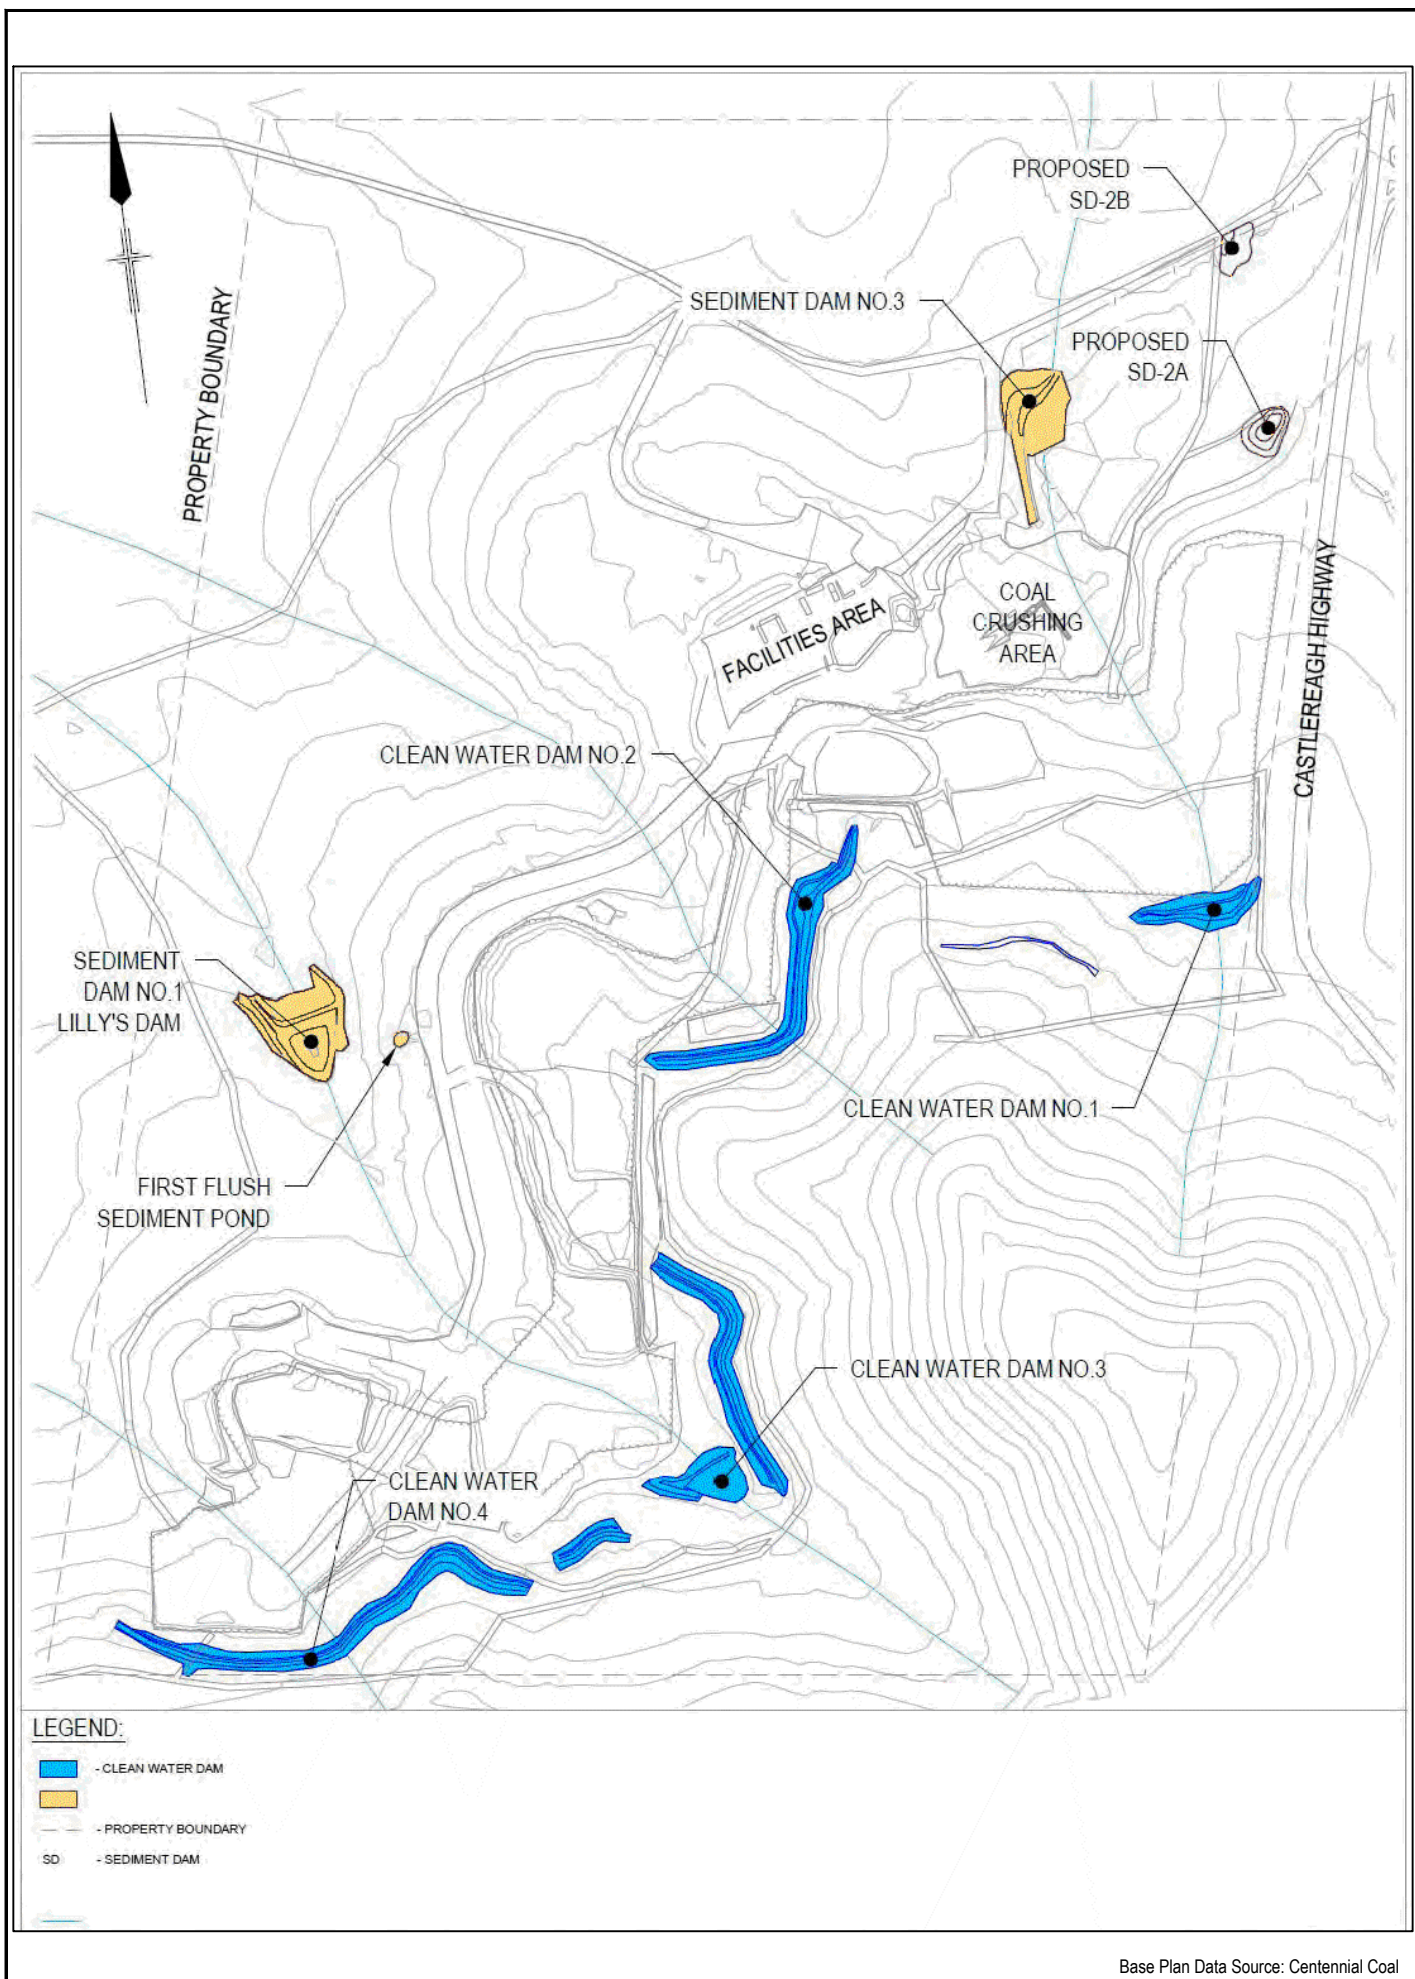 PROPOSED
SD-2B
SEDIMENT DAM NO.3
PROPOSED
SD-2A
PROPERTY BOUNDARY
COAL
CRUSHING
AREA
FACILITIES AREA
CASTLEREAGH HIGHWAY
CLEAN WATER DAM NO.2
SEDIMENT
DAM NO.1
LILLY'S DAM
CLEAN WATER DAM NO.1
FIRST FLUSH
SEDIMENT POND
CLEAN WATER DAM NO.3
CLEAN WATER
DAM NO.4
LEGEND:
- CLEAN WATER DAM
- PROPERTY BOUNDARY
SD - SEDIMENT DAM
Base Plan Data Source: Centennial Coal